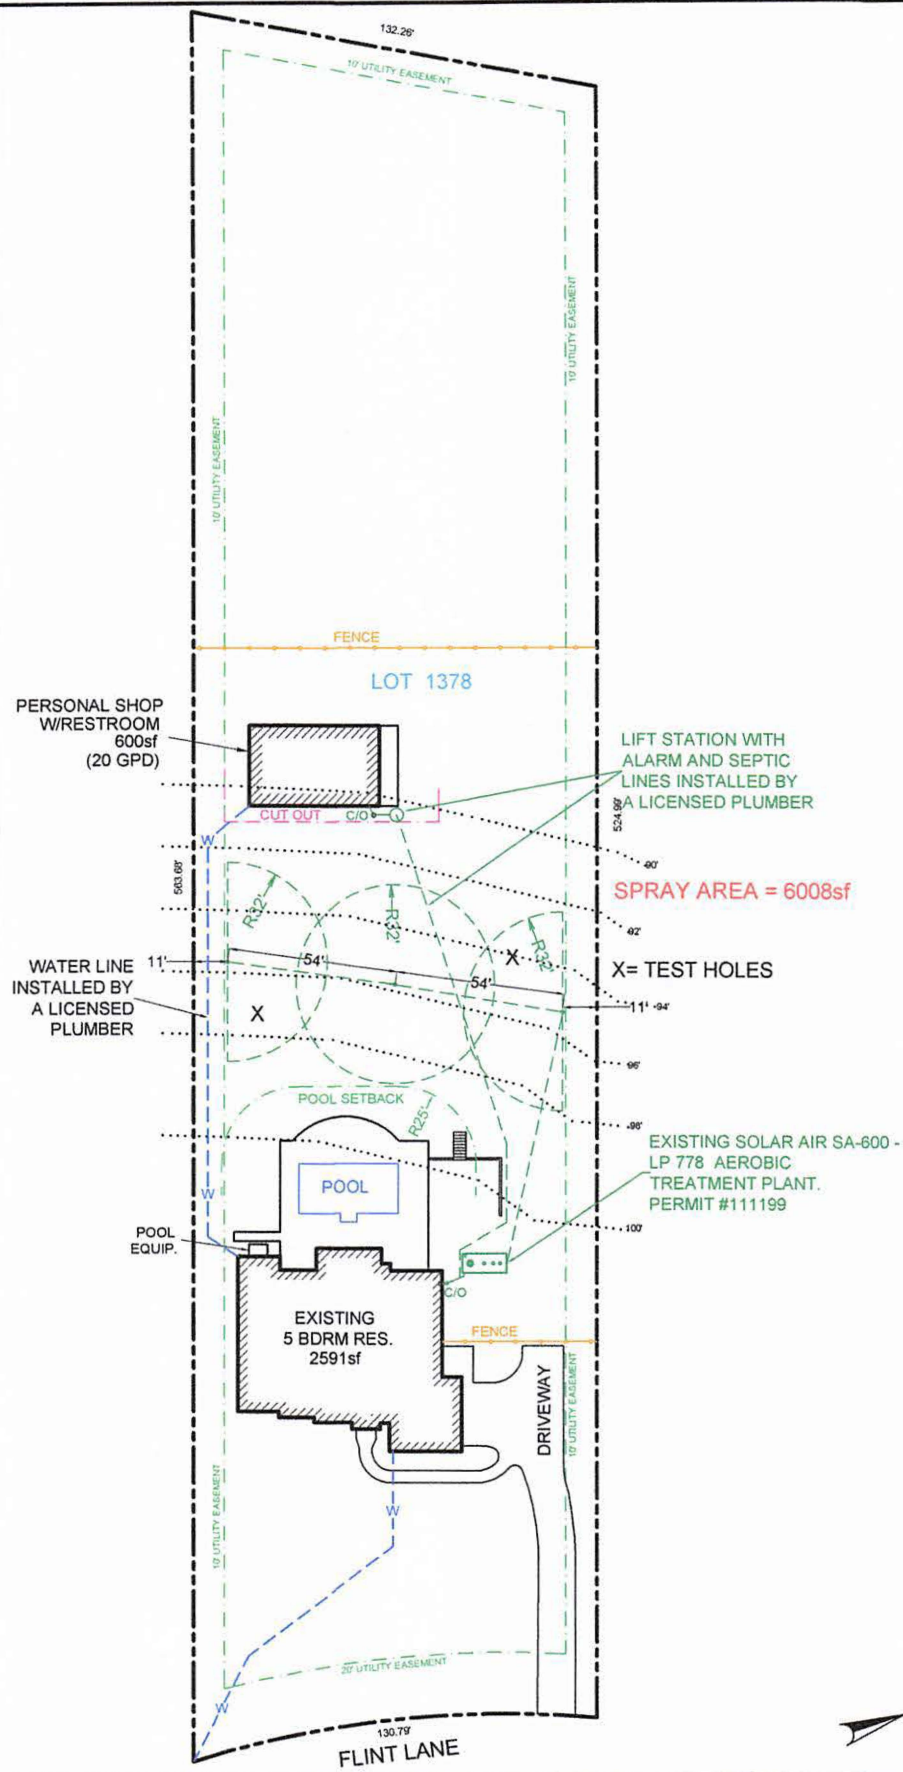 132.26'
10' UTILITY EASEMENT
10' UTILITY EASEMENT
10' UTILITY EASEMENT
FENCE
LOT 1378
PERSONAL SHOP
W/RESTROOM
600sf
(20 GPD)
LIFT STATION WITH
ALARM AND SEPTIC
LINES INSTALLED BY
A LICENSED PLUMBER
CUT OUT
C/O
W
524.99'
563.68'
90'
SPRAY AREA = 6008sf
R32'
R32'
R32'
92'
X
X= TEST HOLES
11'
54'
54'
11'
94'
WATER LINE
INSTALLED BY
A LICENSED
PLUMBER
X
96'
POOL SETBACK
R25'
98'
EXISTING SOLAR AIR SA-600 -
LP 778 AEROBIC
TREATMENT PLANT.
PERMIT #111199
POOL
W
100'
POOL
EQUIP.
C/O
EXISTING
5 BDRM RES.
2591sf
FENCE
DRIVEWAY
10' UTILITY EASEMENT
10' UTILITY EASEMENT
W
20' UTILITY EASEMENT
W
130.79'
FLINT LANE